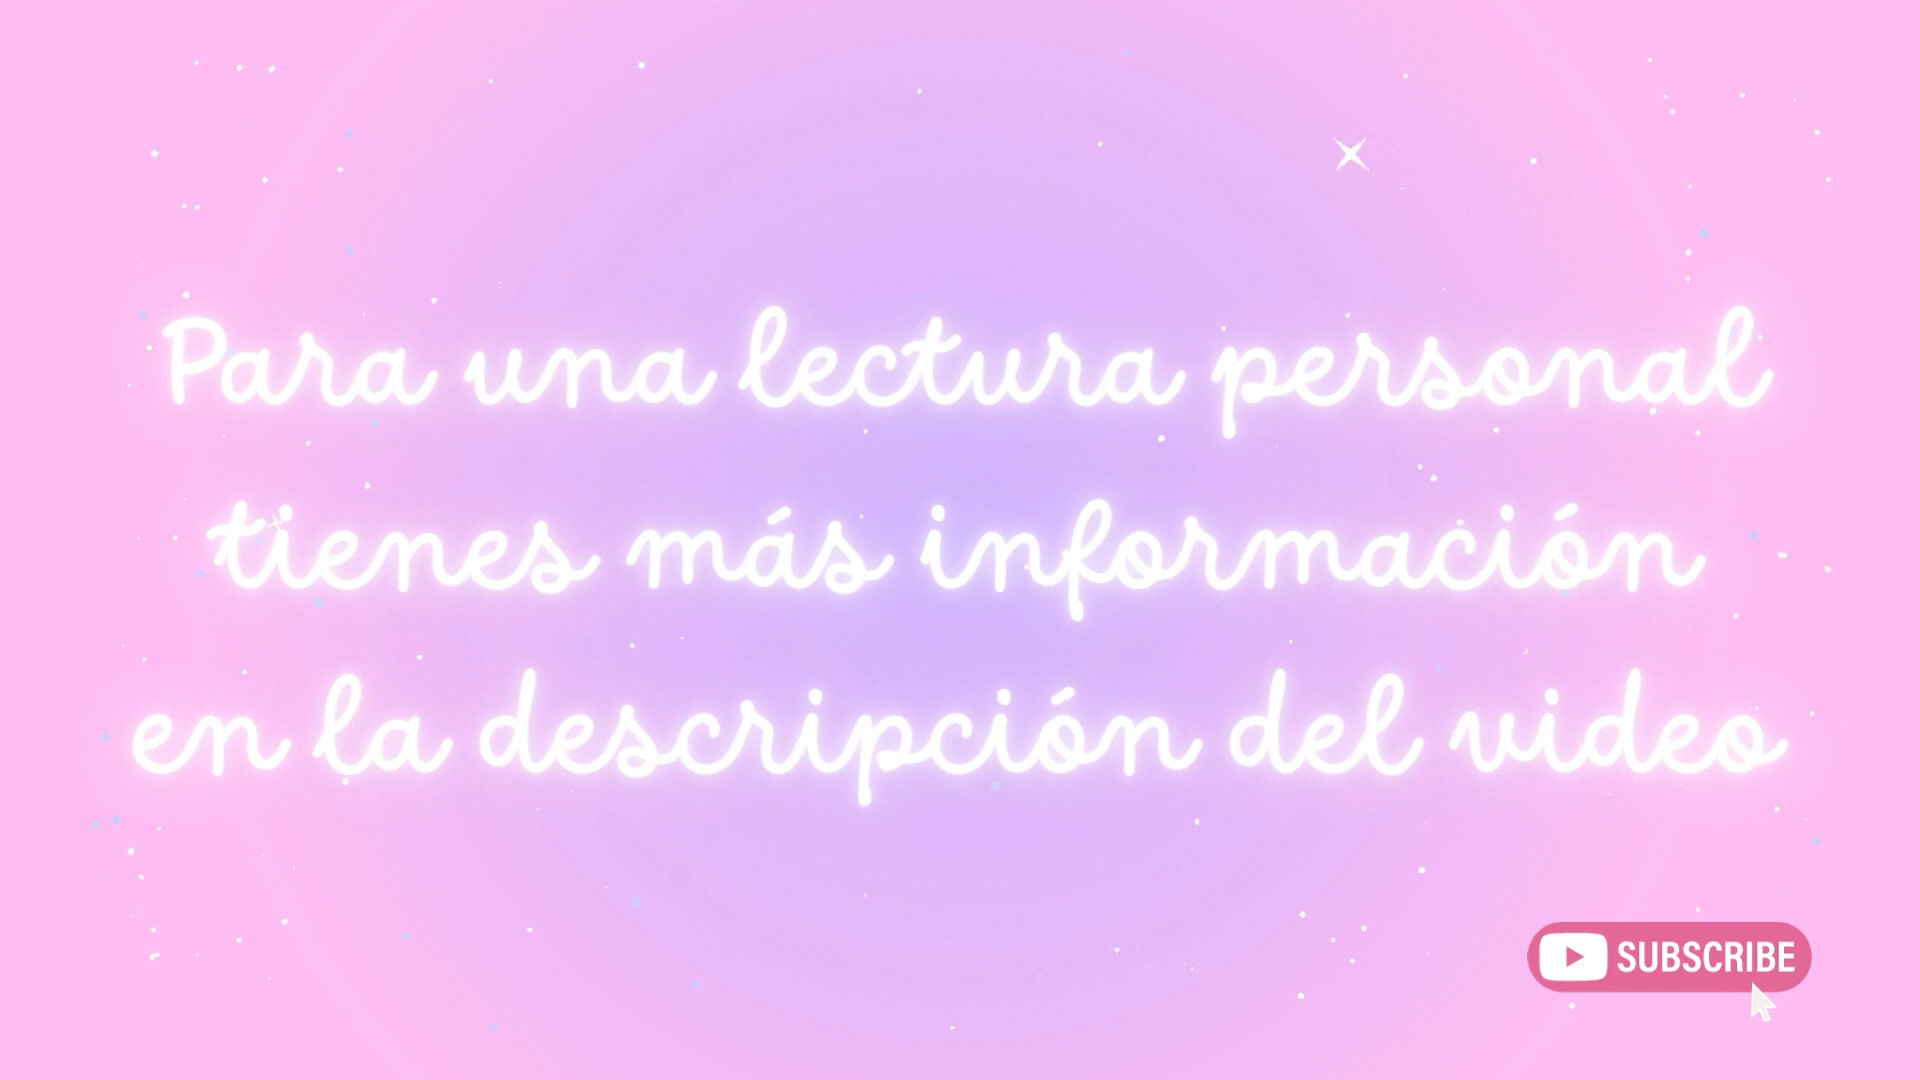 Para una lectura personal
tienes más información
en la descripción del video
SUBSCRIBE